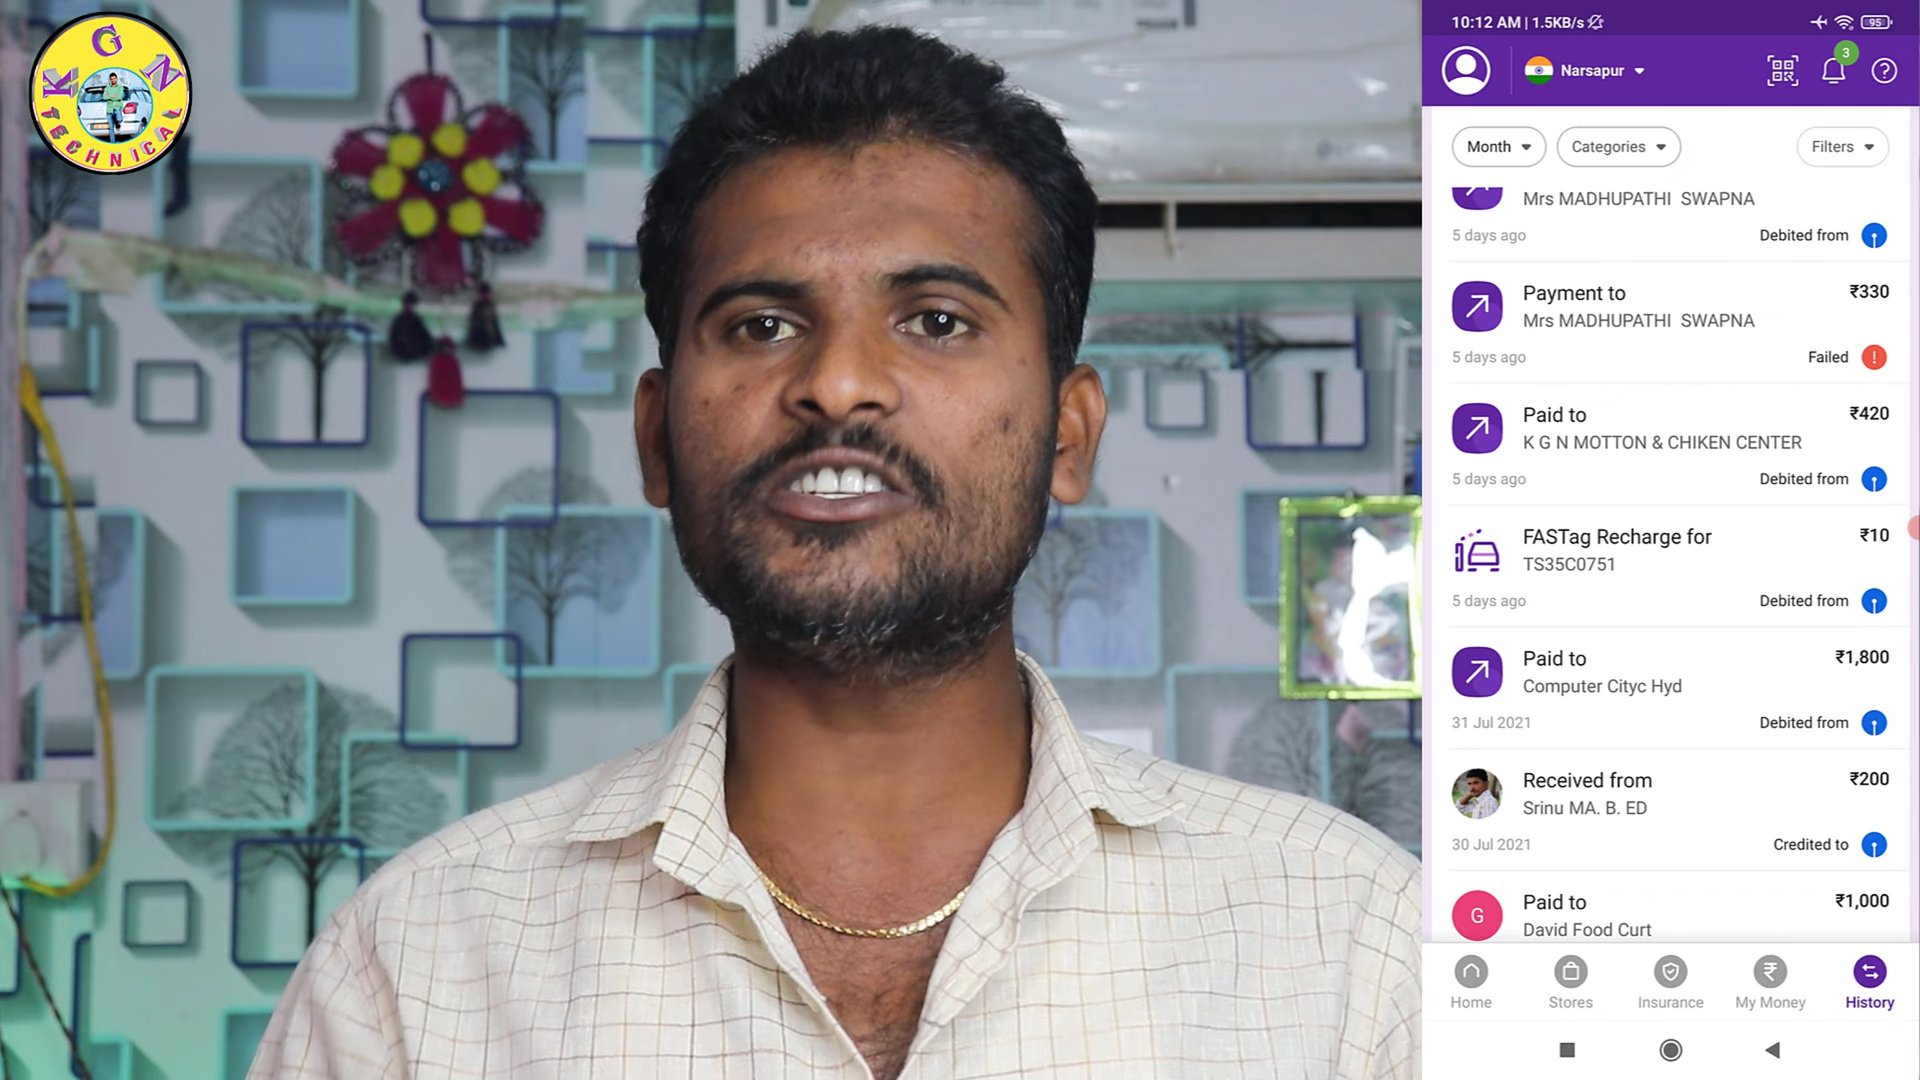 K G N
TECHNICAL
10:12 AM | 1.5KB/s
95
Narsapur
3
Month
Categories
Filters
Mrs MADHUPATHI SWAPNA
5 days ago
Debited from
Payment to
₹330
Mrs MADHUPATHI SWAPNA
5 days ago
Failed
Paid to
₹420
K G N MOTTON & CHIKEN CENTER
5 days ago
Debited from
FASTag Recharge for
₹10
TS35C0751
5 days ago
Debited from
Paid to
₹1,800
Computer Cityc Hyd
31 Jul 2021
Debited from
Received from
₹200
Srinu MA. B. ED
30 Jul 2021
Credited to
G
Paid to
₹1,000
David Food Curt
Home
Stores
Insurance
My Money
History